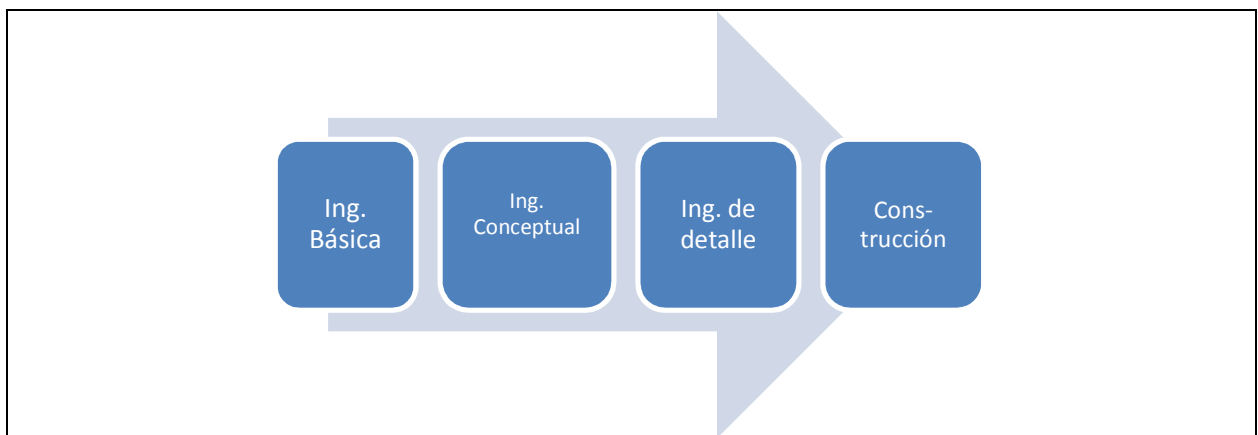 Ing.
Básica
Ing.
Conceptual
Ing. de
detalle
Cons-
trucción